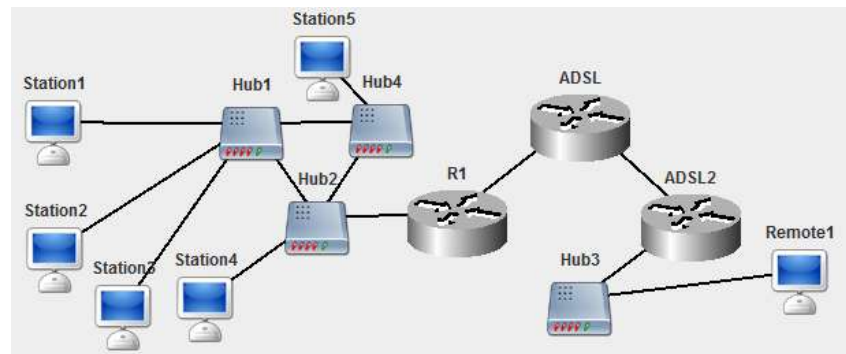 Station5
Station1
Hub1
Hub4
ADSL
Station2
Hub2
R1
ADSL2
Station3
Station4
Hub3
Remote1